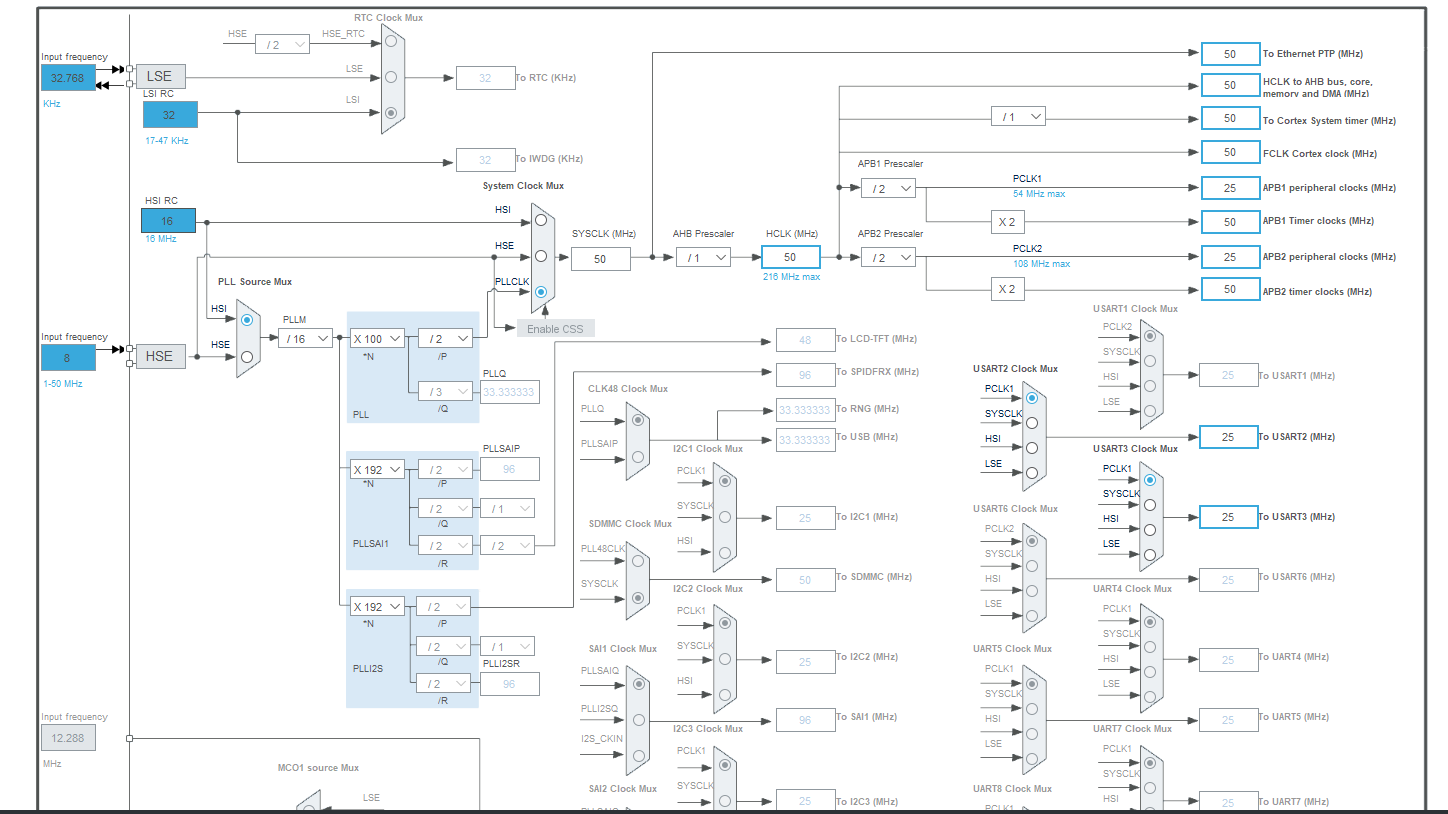 RTC Clock Mux
HSE
/ 2
HSE_RTC
Input frequency
32.768
KHz
LSE
LSE
32
To RTC (KHz)
LSI RC
32
17-47 KHz
LSI
32
To IWDG (KHz)
System Clock Mux
HSI RC
16
16 MHz
HSI
HSE
PLLCLK
SYSCLK (MHz)
50
AHB Prescaler
/ 1
HCLK (MHz)
50
216 MHz max
Enable CSS
50
To Ethernet PTP (MHz)
50
HCLK to AHB bus, core,
memory and DMA (MHz)
/ 1
50
To Cortex System timer (MHz)
50
FCLK Cortex clock (MHz)
APB1 Prescaler
/ 2
PCLK1
54 MHz max
25
APB1 peripheral clocks (MHz)
X 2
50
APB1 Timer clocks (MHz)
APB2 Prescaler
/ 2
PCLK2
108 MHz max
25
APB2 peripheral clocks (MHz)
X 2
50
APB2 timer clocks (MHz)
PLL Source Mux
HSI
HSE
Input frequency
8
1-50 MHz
HSE
PLLM
/ 16
X 100
*N
/ 2
/P
/ 3
/Q
PLLQ
33.333333
PLL
X 192
*N
/ 2
/P
PLLSAIP
96
/ 2
/Q
/ 1
/ 2
/R
/ 2
PLLSAI1
X 192
*N
/ 2
/P
/ 2
/Q
/ 1
PLLI2S
/ 2
/R
PLLI2SR
96
48
To LCD-TFT (MHz)
96
To SPIDFRX (MHz)
CLK48 Clock Mux
PLLQ
PLLSAIP
33.333333
To RNG (MHz)
33.333333
To USB (MHz)
I2C1 Clock Mux
PCLK1
SYSCLK
HSI
25
To I2C1 (MHz)
SDMMC Clock Mux
PLL48CLK
SYSCLK
50
To SDMMC (MHz)
I2C2 Clock Mux
PCLK1
SYSCLK
HSI
25
To I2C2 (MHz)
SAI1 Clock Mux
PLLSAIQ
PLLI2SQ
I2S_CKIN
96
To SAI1 (MHz)
I2C3 Clock Mux
PCLK1
SYSCLK
25
To I2C3 (MHz)
SAI2 Clock Mux
USART1 Clock Mux
PCLK2
SYSCLK
HSI
LSE
25
To USART1 (MHz)
USART2 Clock Mux
PCLK1
SYSCLK
HSI
LSE
25
To USART2 (MHz)
USART3 Clock Mux
PCLK1
SYSCLK
HSI
LSE
25
To USART3 (MHz)
USART6 Clock Mux
PCLK2
SYSCLK
HSI
LSE
25
To USART6 (MHz)
UART4 Clock Mux
PCLK1
SYSCLK
HSI
LSE
25
To UART4 (MHz)
UART5 Clock Mux
PCLK1
SYSCLK
HSI
LSE
25
To UART5 (MHz)
UART7 Clock Mux
PCLK1
SYSCLK
HSI
25
To UART7 (MHz)
UART8 Clock Mux
PCLK1
Input frequency
12.288
MHz
MCO1 source Mux
LSE